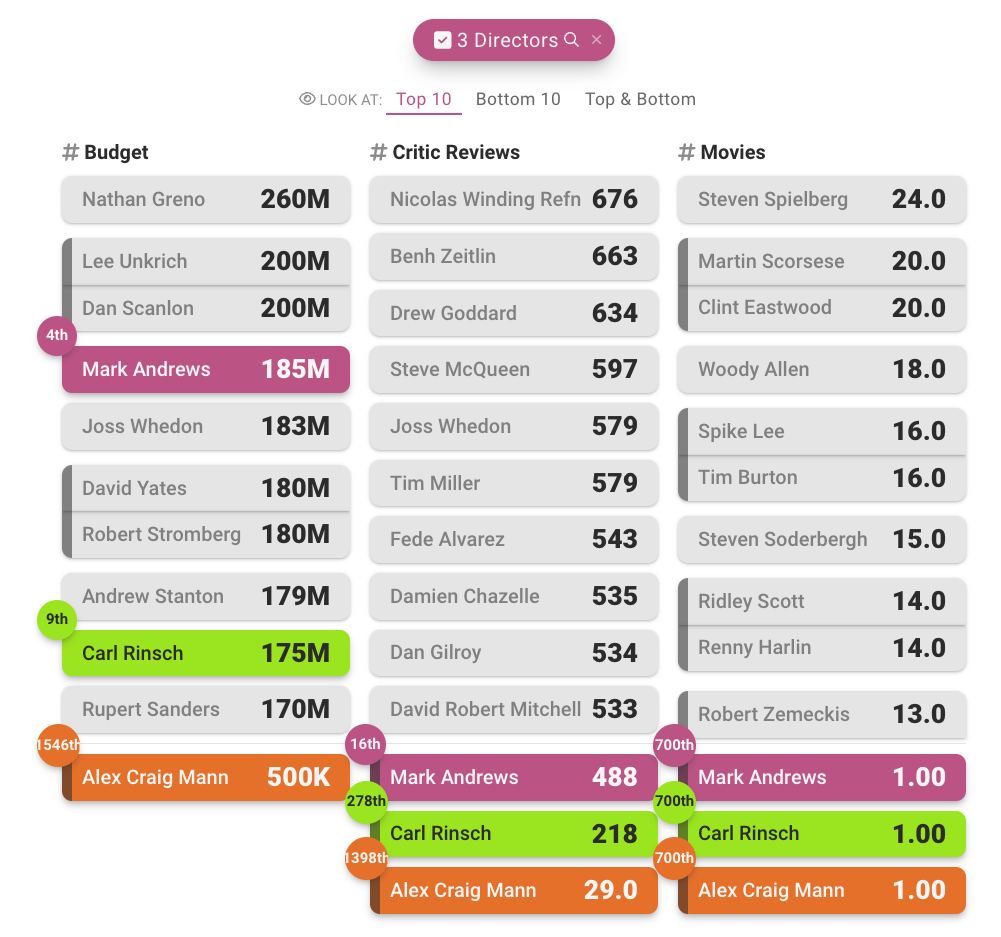 3 Directors ×
LOOK AT: Top 10 Bottom 10 Top & Bottom
# Budget
Nathan Greno 260M
Lee Unkrich 200M
Dan Scanlon 200M
4th
Mark Andrews 185M
Joss Whedon 183M
David Yates 180M
Robert Stromberg 180M
Andrew Stanton 179M
9th
Carl Rinsch 175M
Rupert Sanders 170M
1546th
Alex Craig Mann 500K
# Critic Reviews
Nicolas Winding Refn 676
Benh Zeitlin 663
Drew Goddard 634
Steve McQueen 597
Joss Whedon 579
Tim Miller 579
Fede Alvarez 543
Damien Chazelle 535
Dan Gilroy 534
David Robert Mitchell 533
16th
Mark Andrews 488
278th
Carl Rinsch 218
1398th
Alex Craig Mann 29.0
# Movies
Steven Spielberg 24.0
Martin Scorsese 20.0
Clint Eastwood 20.0
Woody Allen 18.0
Spike Lee 16.0
Tim Burton 16.0
Steven Soderbergh 15.0
Ridley Scott 14.0
Renny Harlin 14.0
Robert Zemeckis 13.0
700th
Mark Andrews 1.00
700th
Carl Rinsch 1.00
700th
Alex Craig Mann 1.00